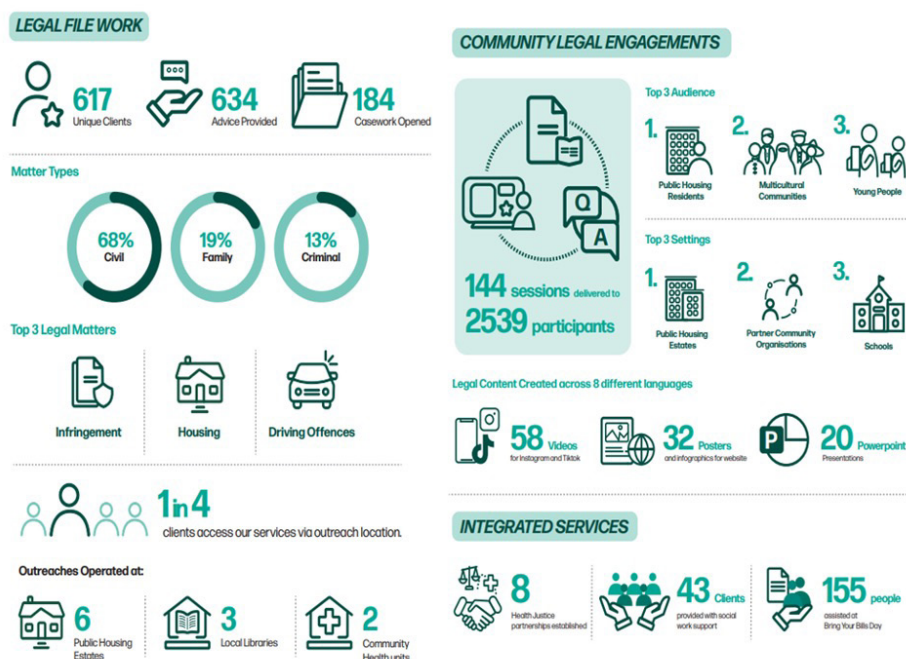 LEGAL FILE WORK
617
Unique Clients
634
Advice Provided
184
Casework Opened
Matter Types
68%
Civil
19%
Family
13%
Criminal
Top 3 Legal Matters
Infringement
Housing
Driving Offences
1 in 4
clients access our services via outreach location.
Outreaches Operated at:
6
Public Housing
Estates
3
Local Libraries
2
Community
Health units
COMMUNITY LEGAL ENGAGEMENTS
Q
A
144 sessions delivered to
2539 participants
Top 3 Audience
1.
Public Housing
Residents
2.
Multicultural
Communities
3.
Young People
Top 3 Settings
1.
Public Housing
Estates
2.
Partner Community
Organisations
3.
Schools
Legal Content Created across 8 different languages
58 Videos
for Instagram and Tiktok
32 Posters
and infographics for website
P
20 Powerpoint
Presentations
INTEGRATED SERVICES
8
Health Justice
partnerships established
43 Clients
provided with social
work support
155 people
assisted at
Bring Your Bills Day